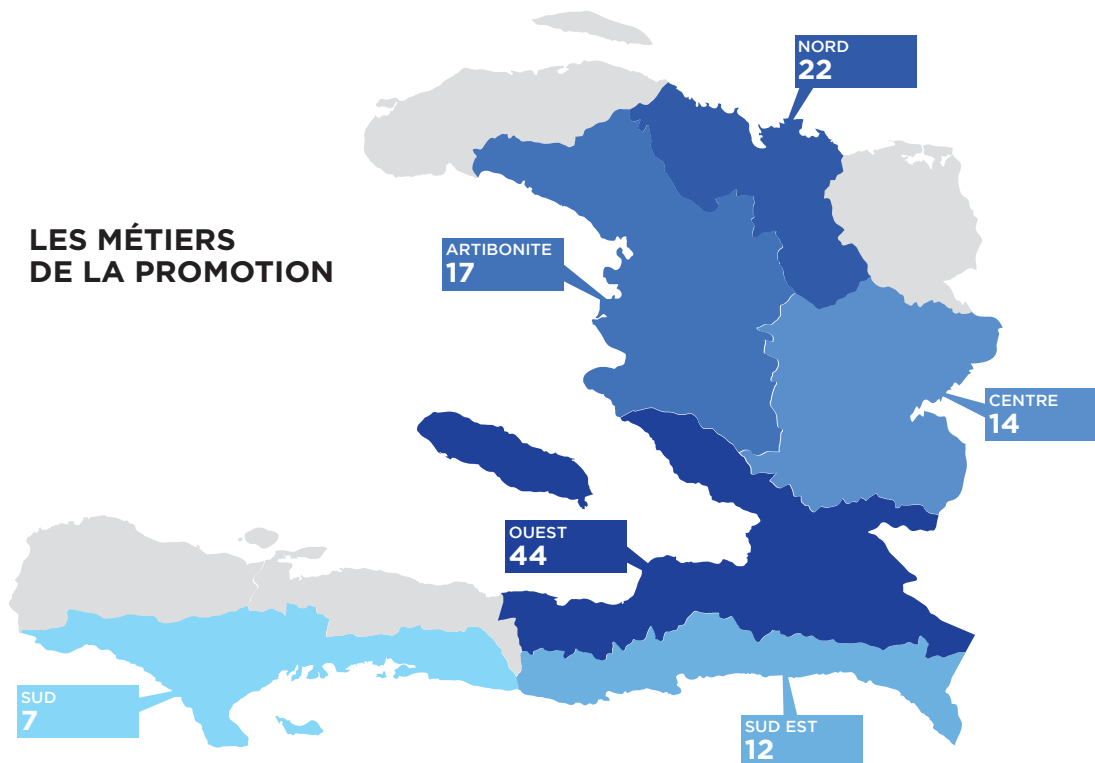 NORD
22
LES MÉTIERS
DE LA PROMOTION
ARTIBONITE
17
CENTRE
14
OUEST
44
SUD
7
SUD EST
12